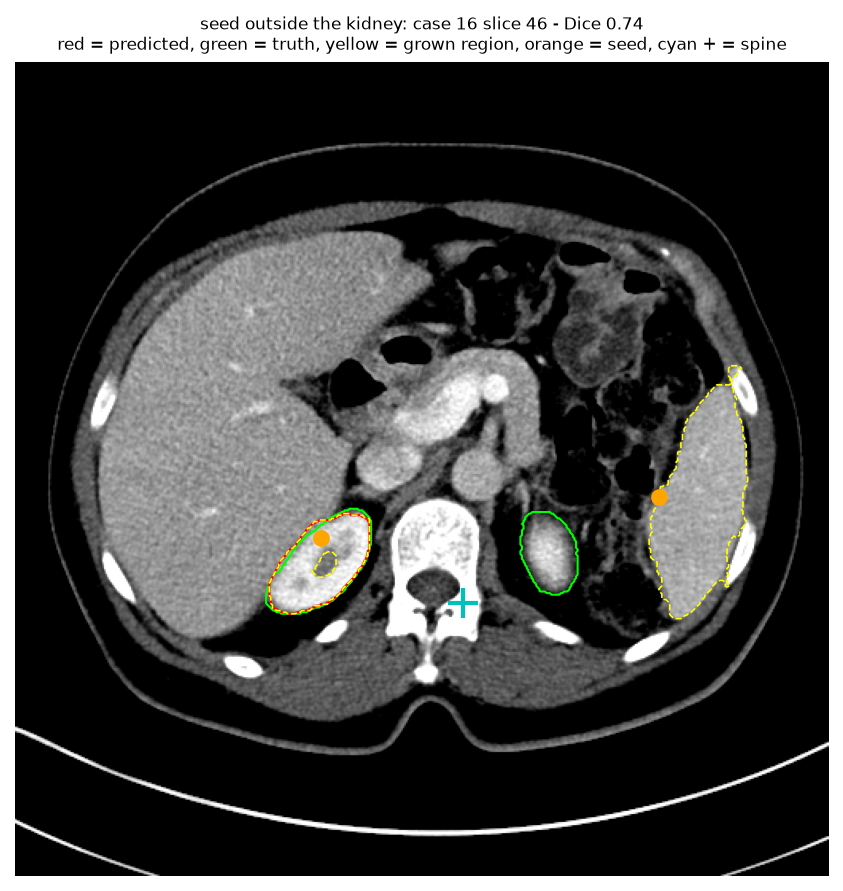 seed outside the kidney: case 16 slice 46 - Dice 0.74
red = predicted, green = truth, yellow = grown region, orange = seed, cyan + = spine